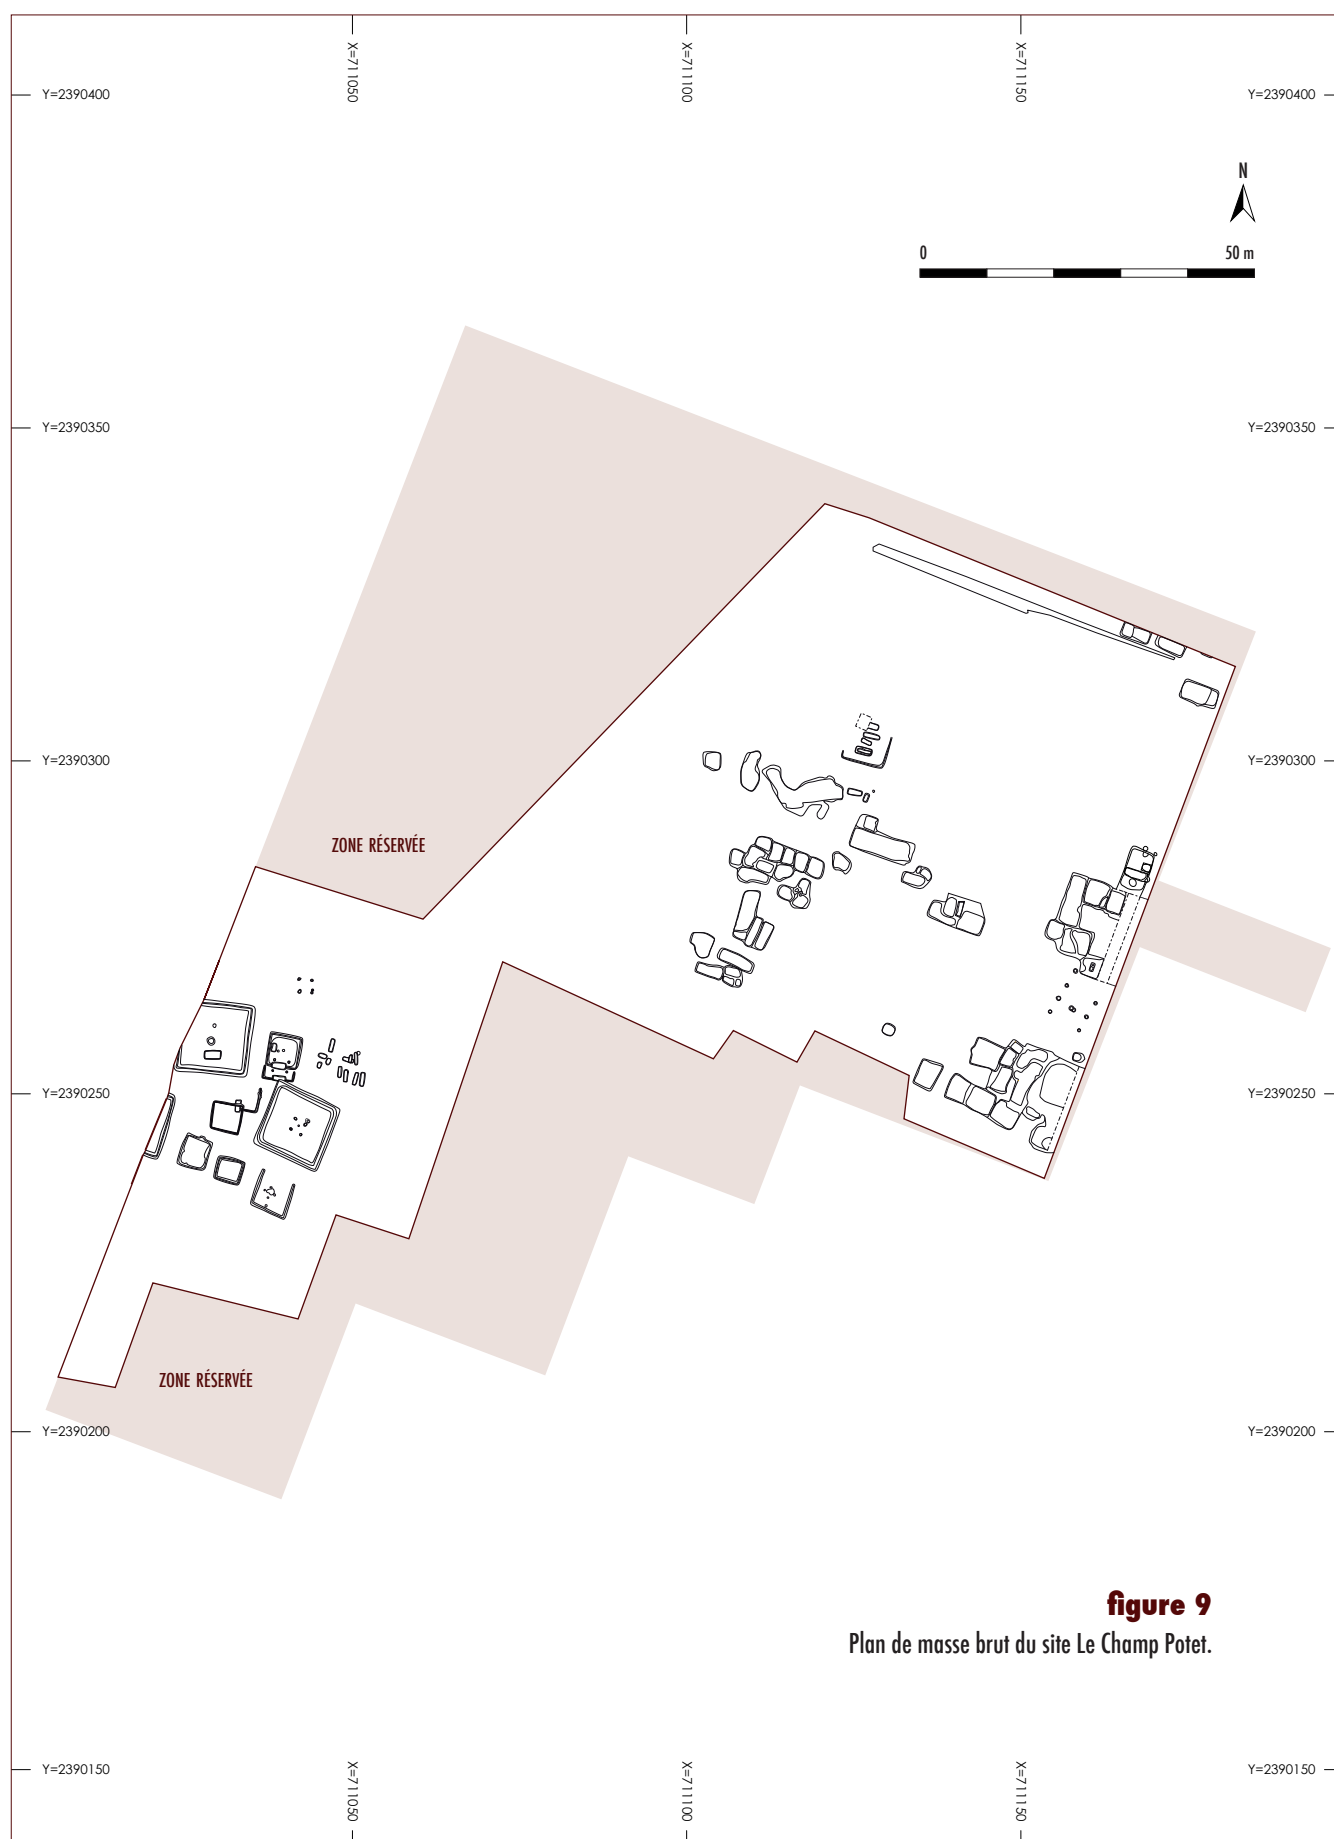 X=711050
X=711100
X=711150
Y=2390400
Y=2390400
N
0
50 m
Y=2390350
Y=2390350
Y=2390300
Y=2390300
ZONE RÉSERVÉE
Y=2390250
Y=2390250
ZONE RÉSERVÉE
Y=2390200
Y=2390200
figure 9
Plan de masse brut du site Le Champ Potet.
Y=2390150
Y=2390150
X=711050
X=711100
X=711150